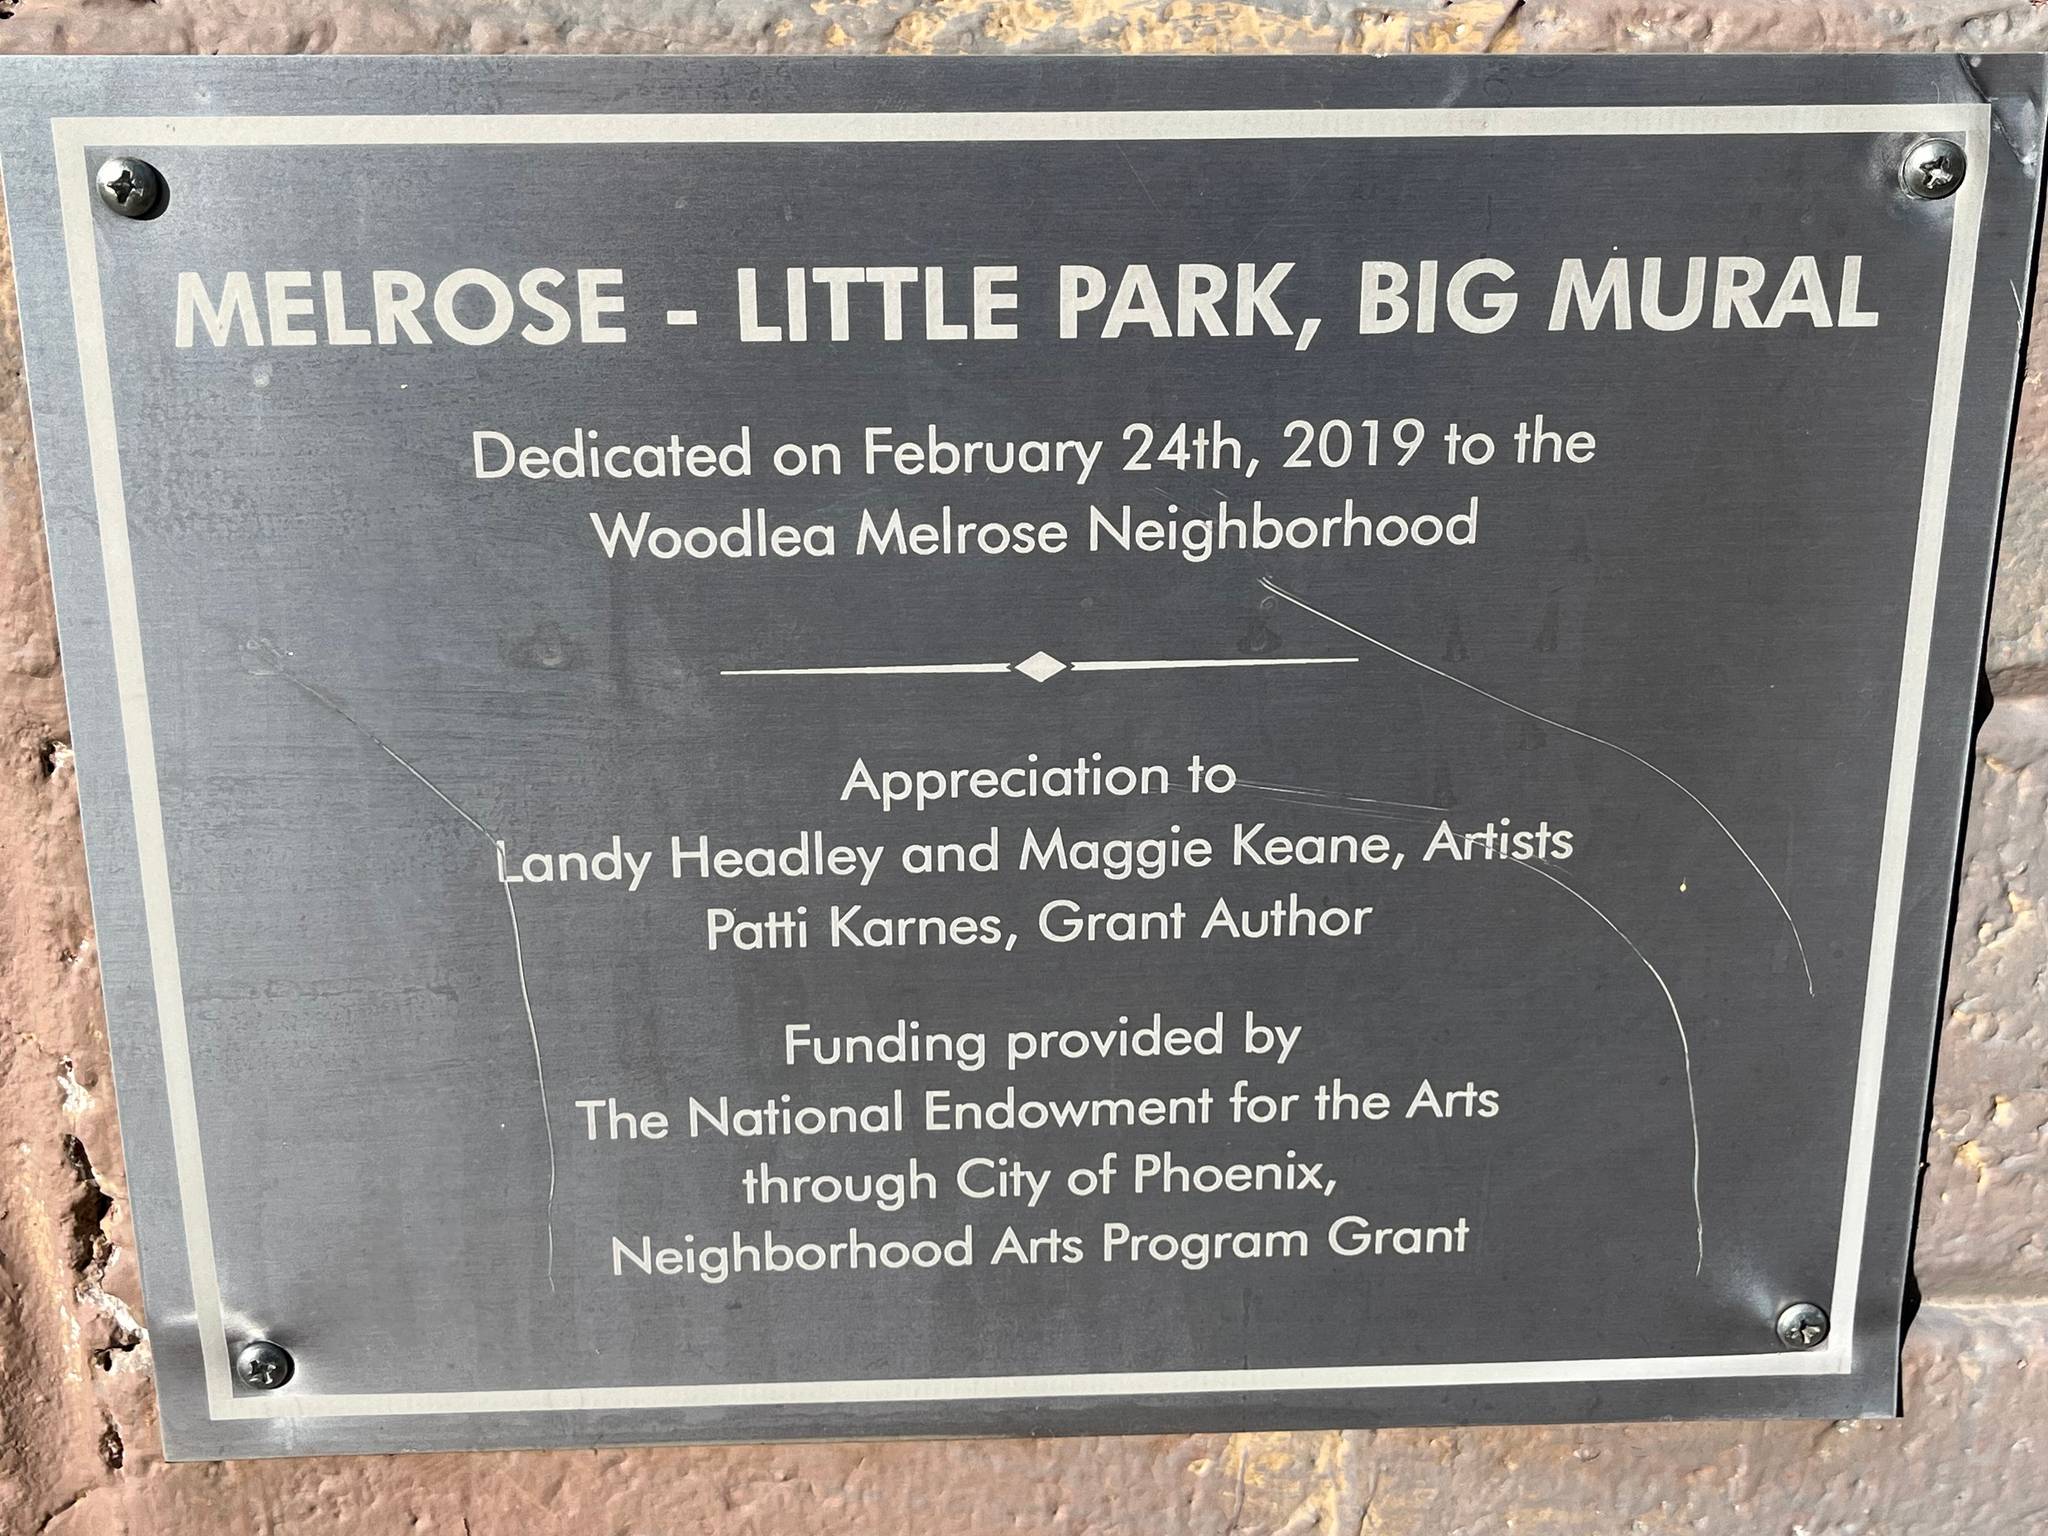 MELROSE - LITTLE PARK, BIG MURAL
Dedicated on February 24th, 2019 to the
Woodlea Melrose Neighborhood
Appreciation to
Landy Headley and Maggie Keane, Artists
Patti Karnes, Grant Author
Funding provided by
The National Endowment for the Arts
through City of Phoenix,
Neighborhood Arts Program Grant